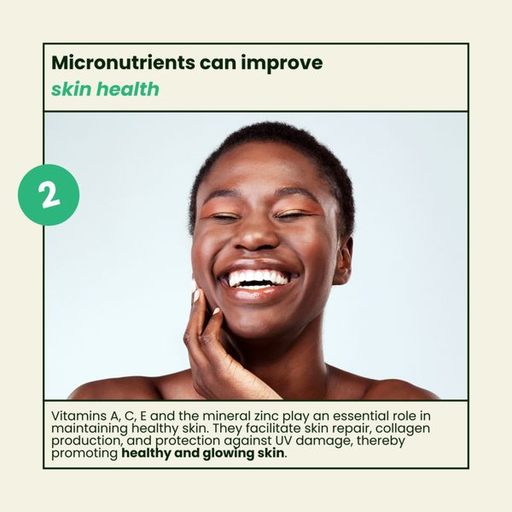 Micronutrients can improve
skin health
2
Vitamins A, C, E and the mineral zinc play an essential role in
maintaining healthy skin. They facilitate skin repair, collagen
production, and protection against UV damage, thereby
promoting healthy and glowing skin.